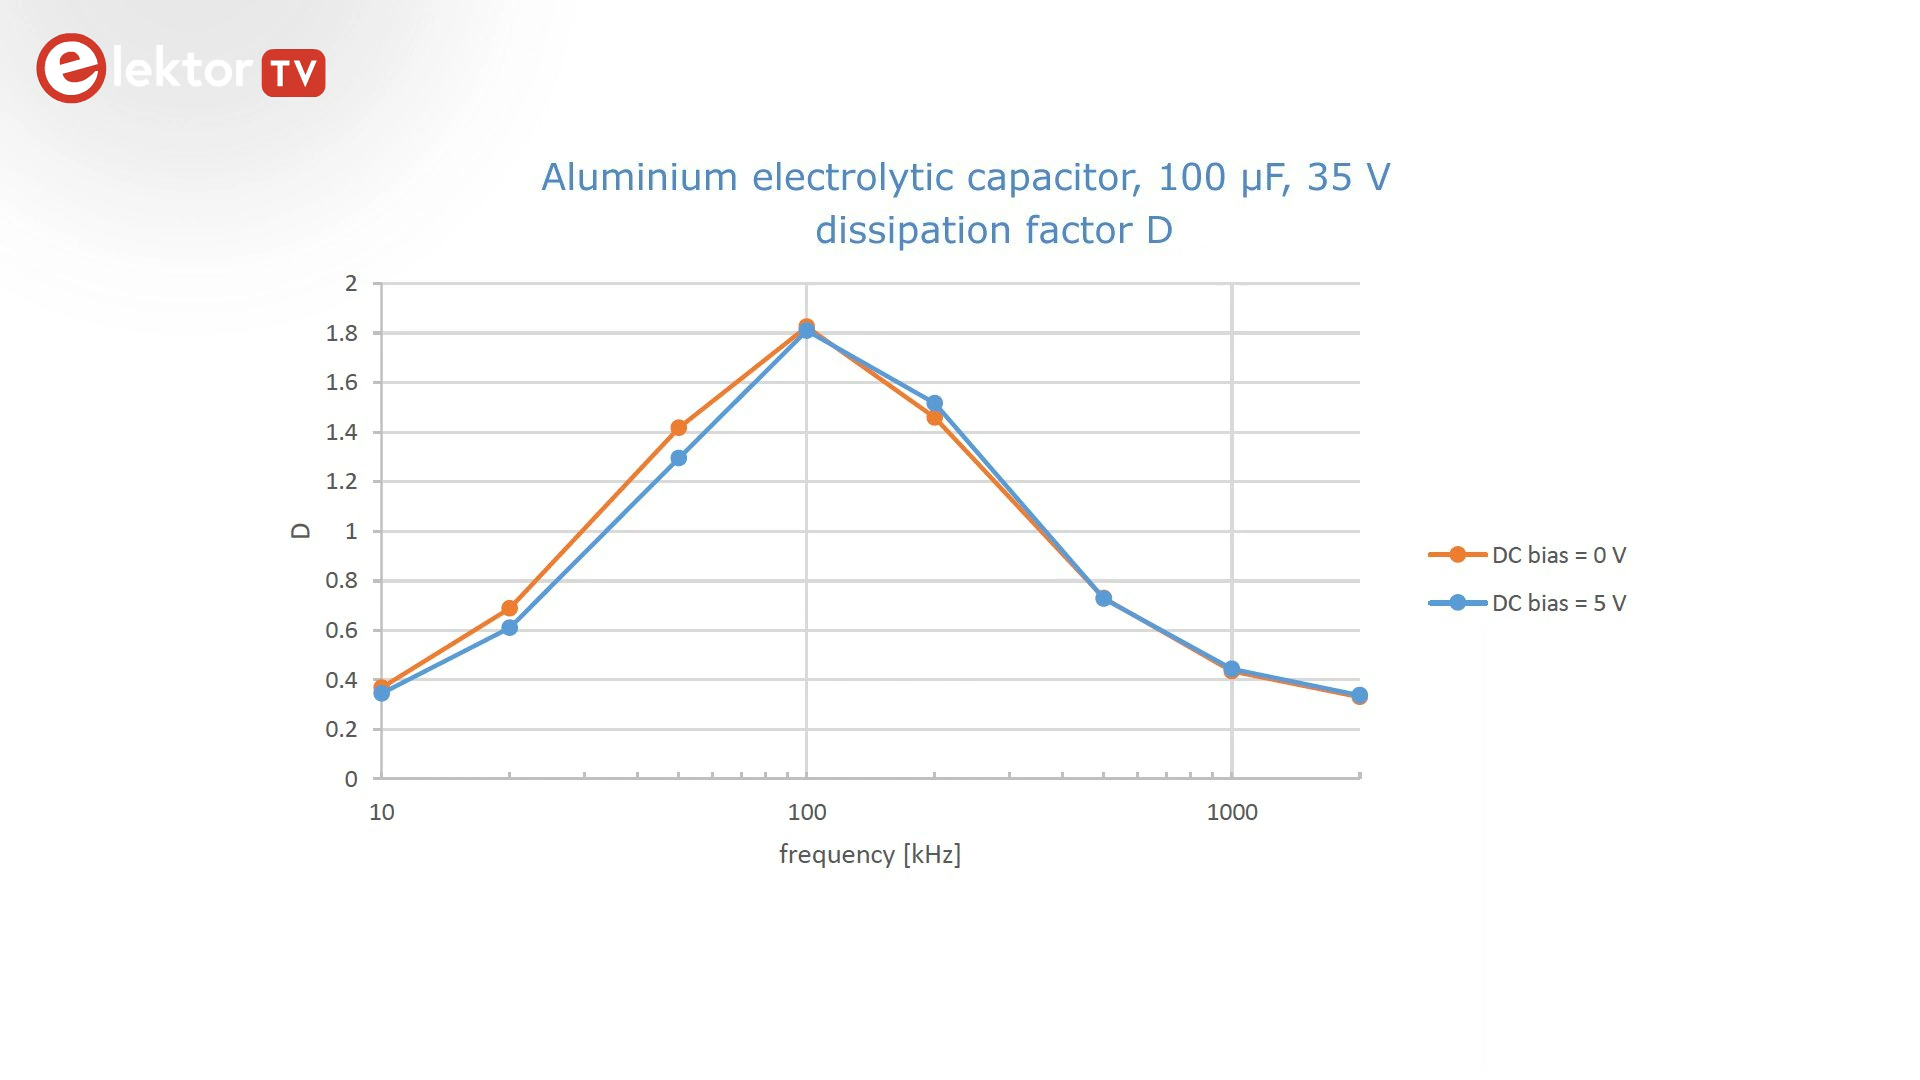 elektor TV
Aluminium electrolytic capacitor, 100 µF, 35 V
dissipation factor D
2
1.8
1.6
1.4
1.2
1
0.8
0.6
0.4
0.2
0
D
10 100 1000
frequency [kHz]
DC bias = 0 V
DC bias = 5 V